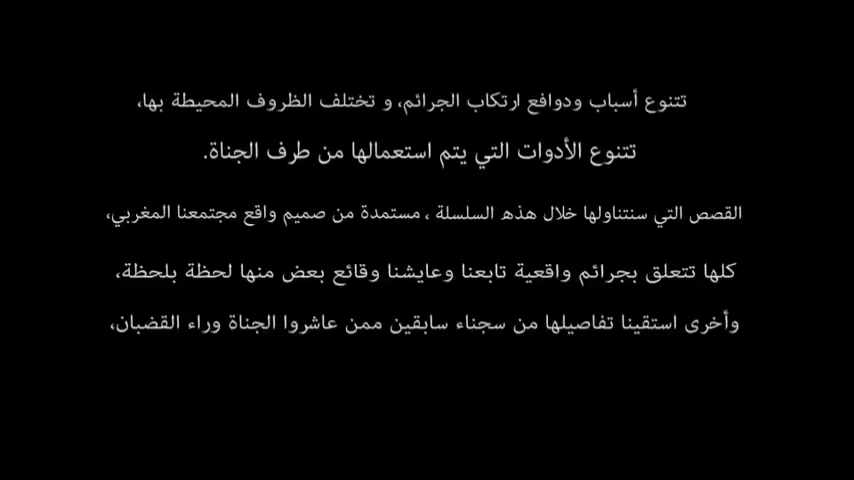 تتنوع أسباب ودوافع ارتكاب الجرائم، و تختلف الظروف المحيطة بها،
تتنوع الأدوات التي يتم استعمالها من طرف الجناة.
القصص التي سنتناولها خلال هذه السلسلة ، مستمدة من صميم واقع مجتمعنا المغربي،
كلها تتعلق بجرائم واقعية تابعنا وعايشنا وقائع بعض منها لحظة بلحظة،
وأخرى استقينا تفاصيلها من سجناء سابقين ممن عاشروا الجناة وراء القضبان،